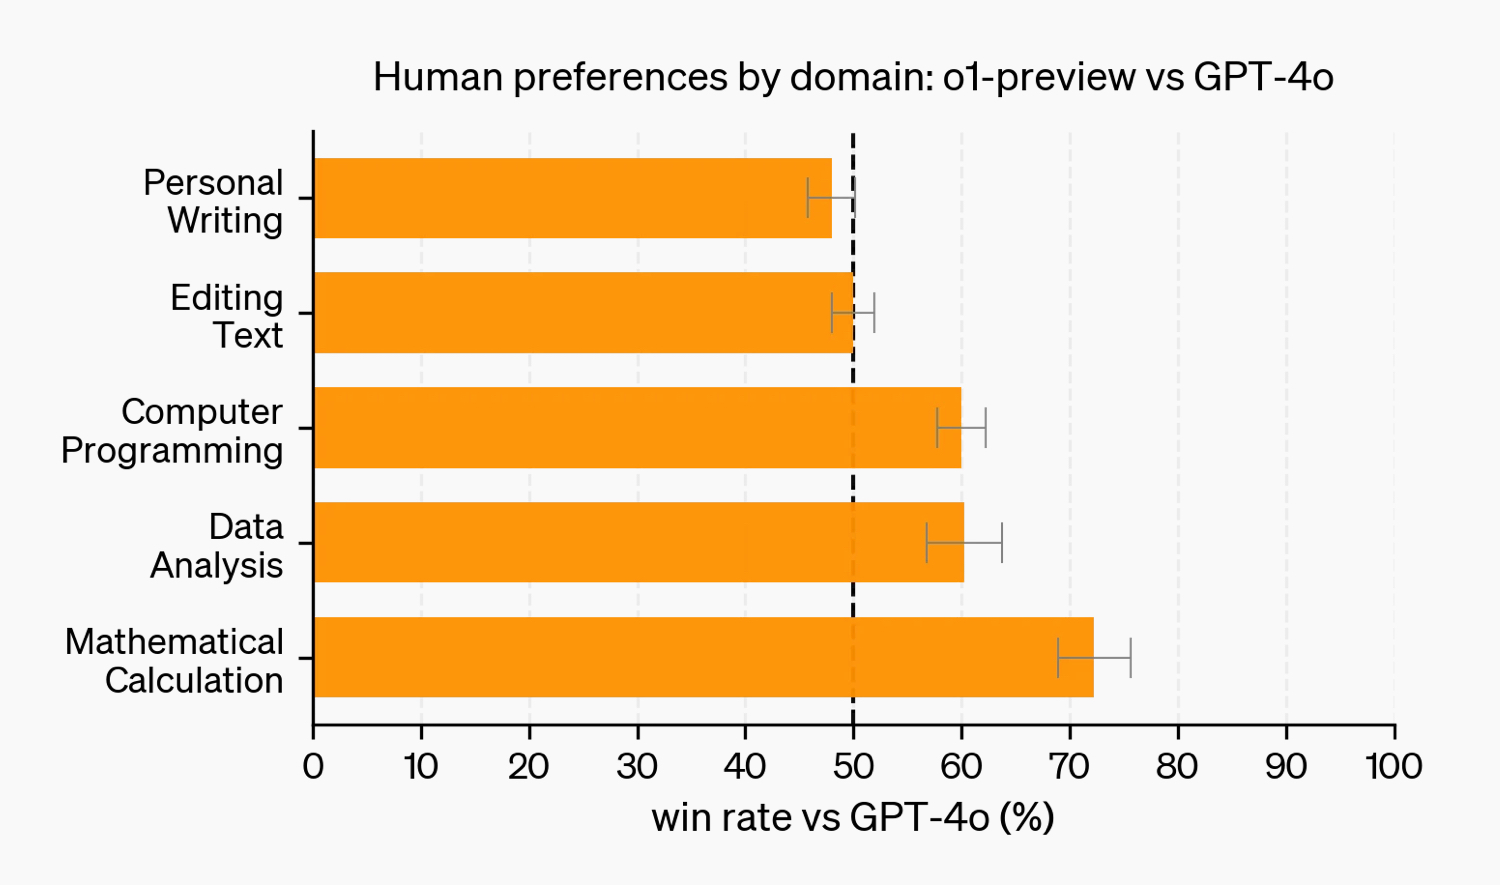 Human preferences by domain: o1-preview vs GPT-4o
Personal
Writing
Editing
Text
Computer
Programming
Data
Analysis
Mathematical
Calculation
0 10 20 30 40 50 60 70 80 90 100
win rate vs GPT-4o (%)